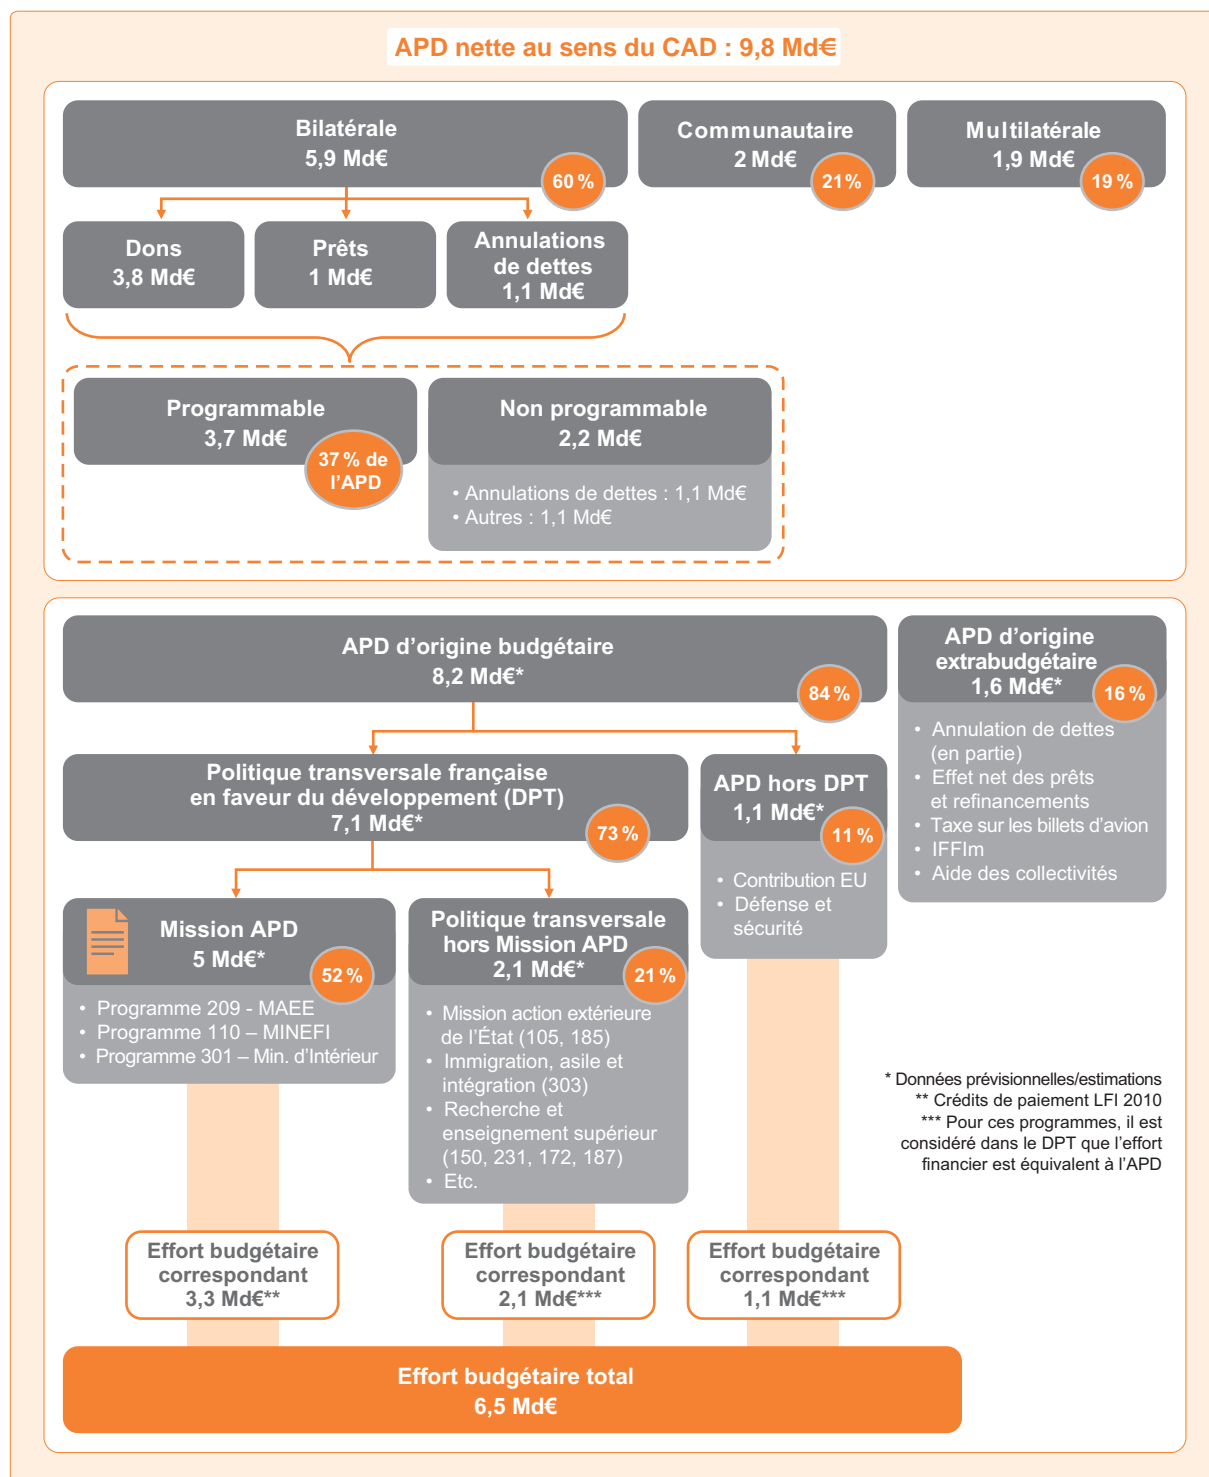 APD nette au sens du CAD : 9,8 Md€
Bilatérale
5,9 Md€
60 %
Communautaire
2 Md€
21%
Multilatérale
1,9 Md€
19 %
Dons
3,8 Md€
Prêts
1 Md€
Annulations
de dettes
1,1 Md€
Programmable
3,7 Md€
37 % de
l’APD
Non programmable
2,2 Md€
• Annulations de dettes : 1,1 Md€
• Autres : 1,1 Md€
APD d’origine budgétaire
8,2 Md€*
84 %
APD d’origine
extrabudgétaire
1,6 Md€*
16 %
• Annulation de dettes
(en partie)
• Effet net des prêts
et refinancements
• Taxe sur les billets d’avion
• IFFIm
• Aide des collectivités
Politique transversale française
en faveur du développement (DPT)
7,1 Md€*
73 %
APD hors DPT
1,1 Md€*
11 %
• Contribution EU
• Défense et
sécurité
Mission APD
5 Md€*
52 %
• Programme 209 - MAEE
• Programme 110 – MINEFI
• Programme 301 – Min. d’Intérieur
Politique transversale
hors Mission APD
2,1 Md€*
21 %
• Mission action extérieure
de l’État (105, 185)
• Immigration, asile et
intégration (303)
• Recherche et
enseignement supérieur
(150, 231, 172, 187)
• Etc.
* Données prévisionnelles/estimations
** Crédits de paiement LFI 2010
*** Pour ces programmes, il est
considéré dans le DPT que l’effort
financier est équivalent à l’APD
Effort budgétaire
correspondant
3,3 Md€**
Effort budgétaire
correspondant
2,1 Md€***
Effort budgétaire
correspondant
1,1 Md€***
Effort budgétaire total
6,5 Md€